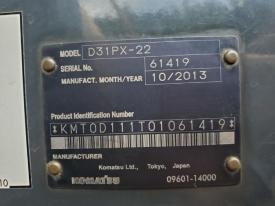 MODEL D31PX-22
SERIAL No. 61419
MANUFACT. MONTH/YEAR 10/2013
Product Identification Number
*KMT0D111T01061419*
KOMATSU
Komatsu Ltd., Tokyo, Japan
09601-14000